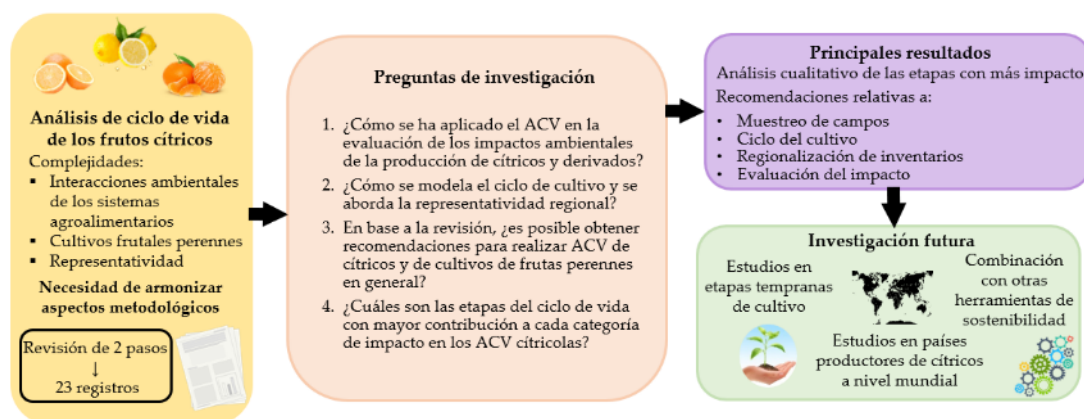 Análisis de ciclo de vida
de los frutos cítricos
Complejidades:
▪ Interacciones ambientales
de los sistemas
agroalimentarios
▪ Cultivos frutales perennes
▪ Representatividad
Necesidad de armonizar
aspectos metodológicos
Revisión de 2 pasos
↓
23 registros
Preguntas de investigación
1. ¿Cómo se ha aplicado el ACV en la
evaluación de los impactos ambientales
de la producción de cítricos y derivados?
2. ¿Cómo se modela el ciclo de cultivo y se
aborda la representatividad regional?
3. En base a la revisión, ¿es posible obtener
recomendaciones para realizar ACV de
cítricos y de cultivos de frutas perennes
en general?
4. ¿Cuáles son las etapas del ciclo de vida
con mayor contribución a cada categoría
de impacto en los ACV citrícolas?
Principales resultados
Análisis cualitativo de las etapas con más impacto
Recomendaciones relativas a:
• Muestreo de campos
• Ciclo del cultivo
• Regionalización de inventarios
• Evaluación del impacto
Investigación futura
Estudios en
etapas tempranas
de cultivo
Combinación
con otras
herramientas de
sostenibilidad
Estudios en países
productores de cítricos
a nivel mundial